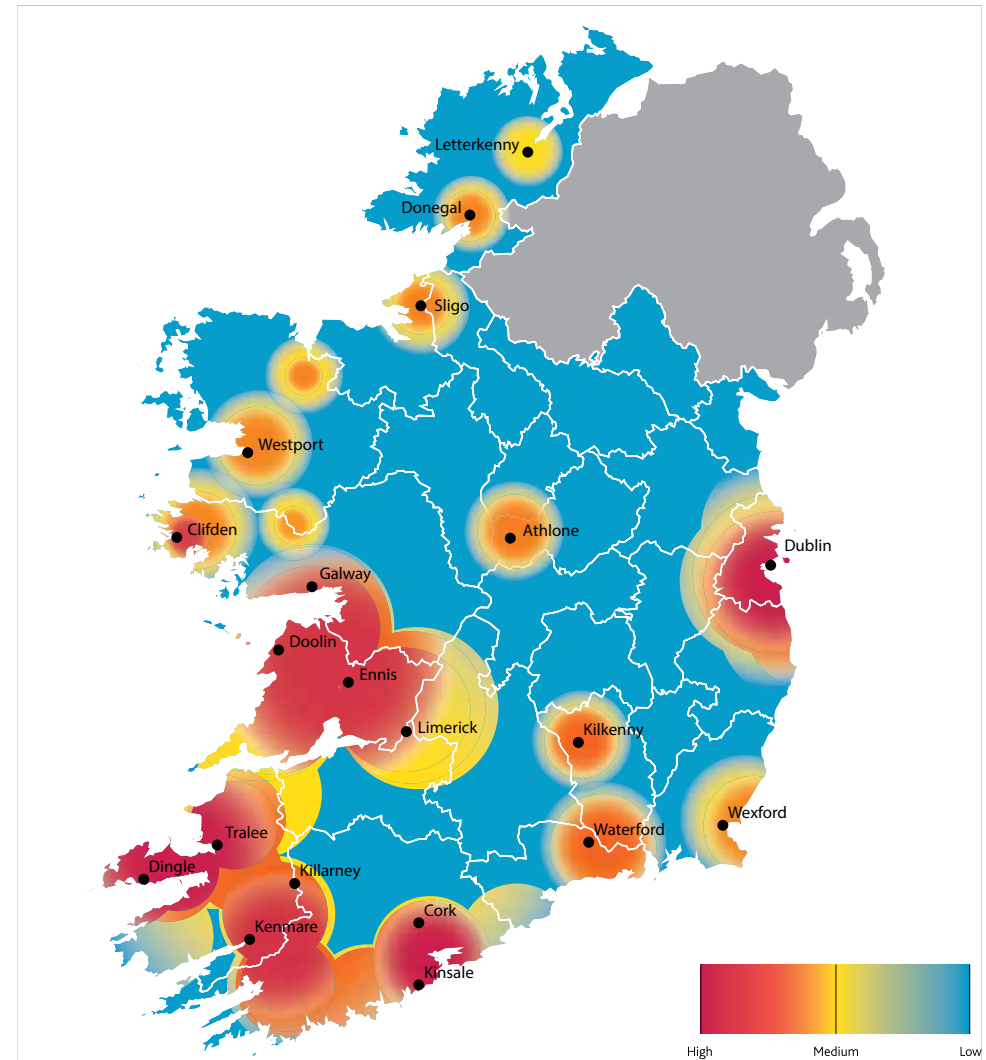 Letterkenny
Donegal
Sligo
Westport
Clifden
Athlone
Dublin
Galway
Doolin
Ennis
Limerick
Kilkenny
Wexford
Waterford
Tralee
Dingle
Killarney
Cork
Kenmare
Kinsale
High Medium Low